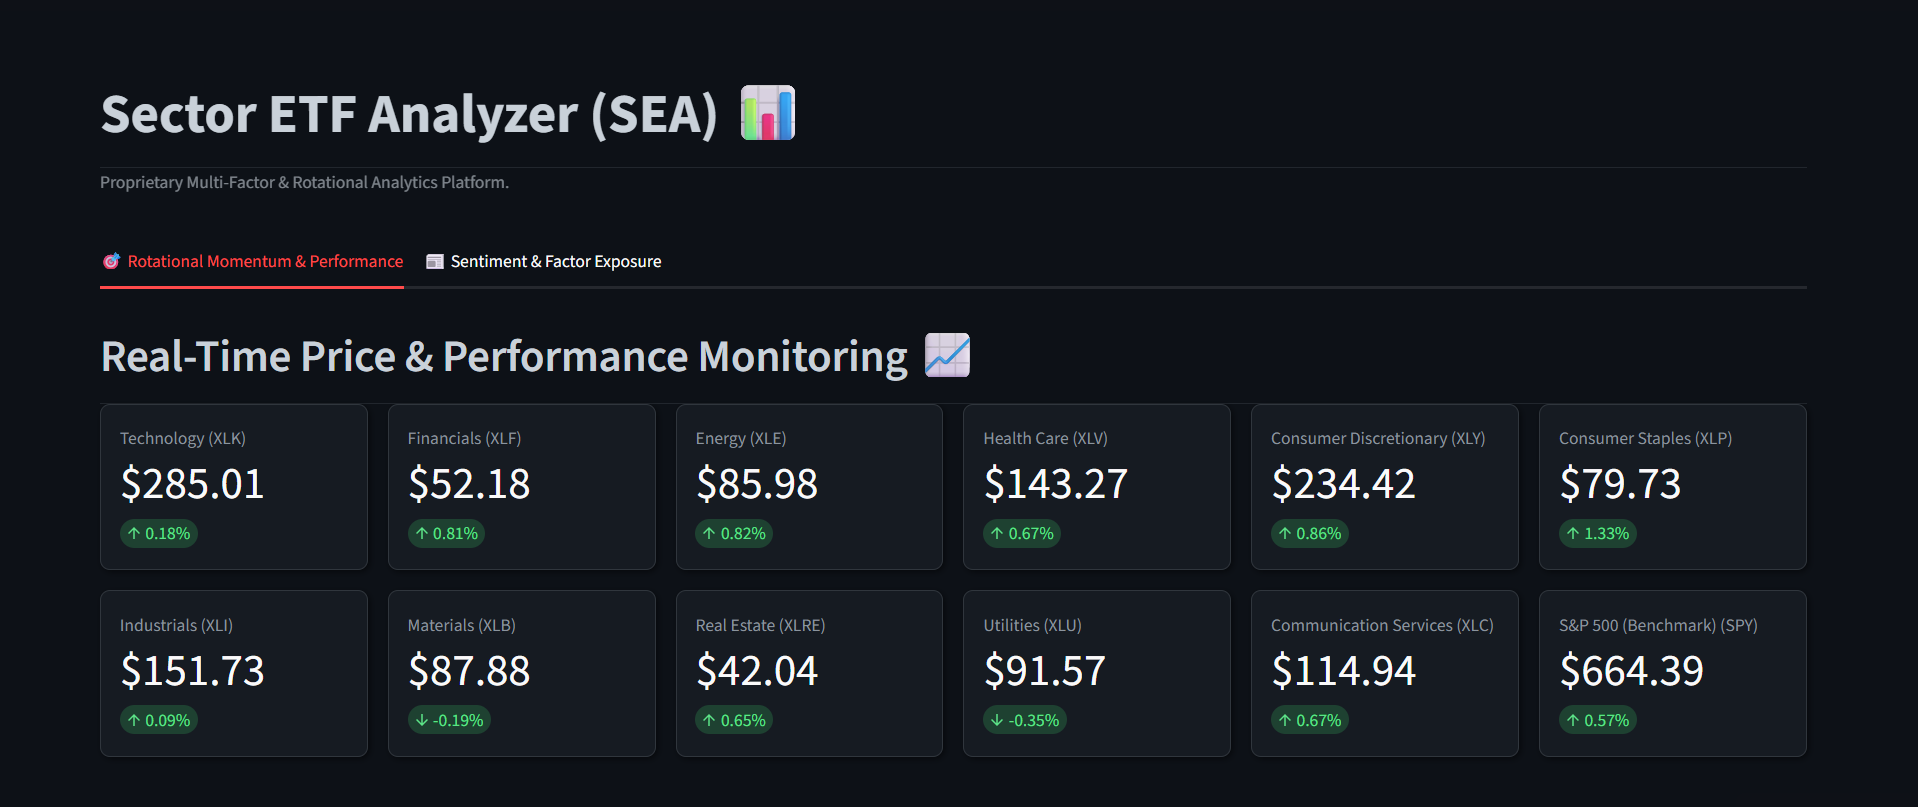 Sector ETF Analyzer (SEA)
Proprietary Multi-Factor & Rotational Analytics Platform.
Rotational Momentum & Performance
Sentiment & Factor Exposure
Real-Time Price & Performance Monitoring
Technology (XLK)
$285.01
↑ 0.18%
Financials (XLF)
$52.18
↑ 0.81%
Energy (XLE)
$85.98
↑ 0.82%
Health Care (XLV)
$143.27
↑ 0.67%
Consumer Discretionary (XLY)
$234.42
↑ 0.86%
Consumer Staples (XLP)
$79.73
↑ 1.33%
Industrials (XLI)
$151.73
↑ 0.09%
Materials (XLB)
$87.88
↓ -0.19%
Real Estate (XLRE)
$42.04
↑ 0.65%
Utilities (XLU)
$91.57
↓ -0.35%
Communication Services (XLC)
$114.94
↑ 0.67%
S&P 500 (Benchmark) (SPY)
$664.39
↑ 0.57%